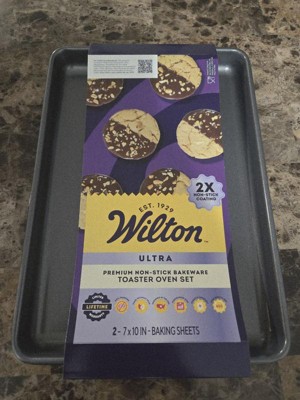 2X
NON-STICK
COATING
EST. 1929
Wilton
ULTRA
PREMIUM NON-STICK BAKEWARE
TOASTER OVEN SET
LIFETIME
2 - 7 x 10 IN - BAKING SHEETS